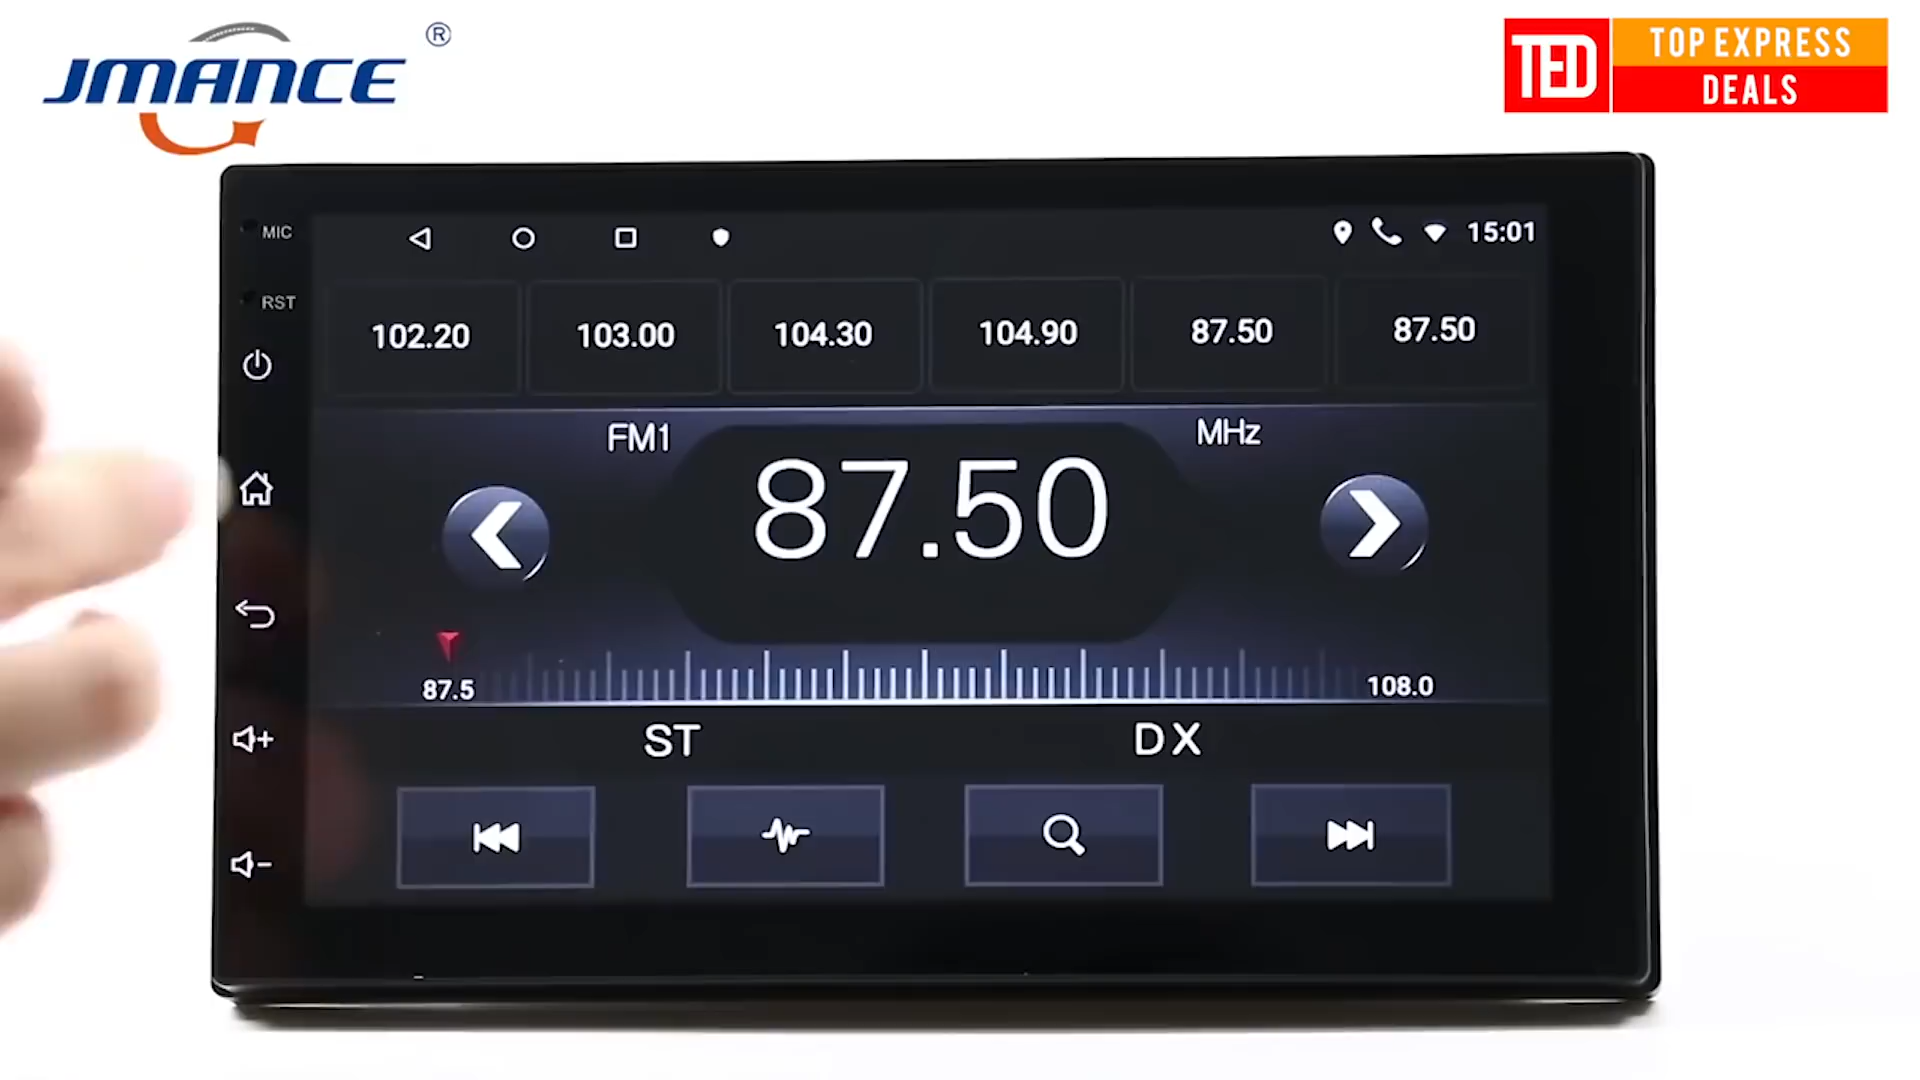 JMANCE ®
TED TOP EXPRESS
DEALS
MIC
15:01
RST
102.20 103.00 104.30 104.90 87.50 87.50
FM1 MHz
87.50
87.5 108.0
ST DX